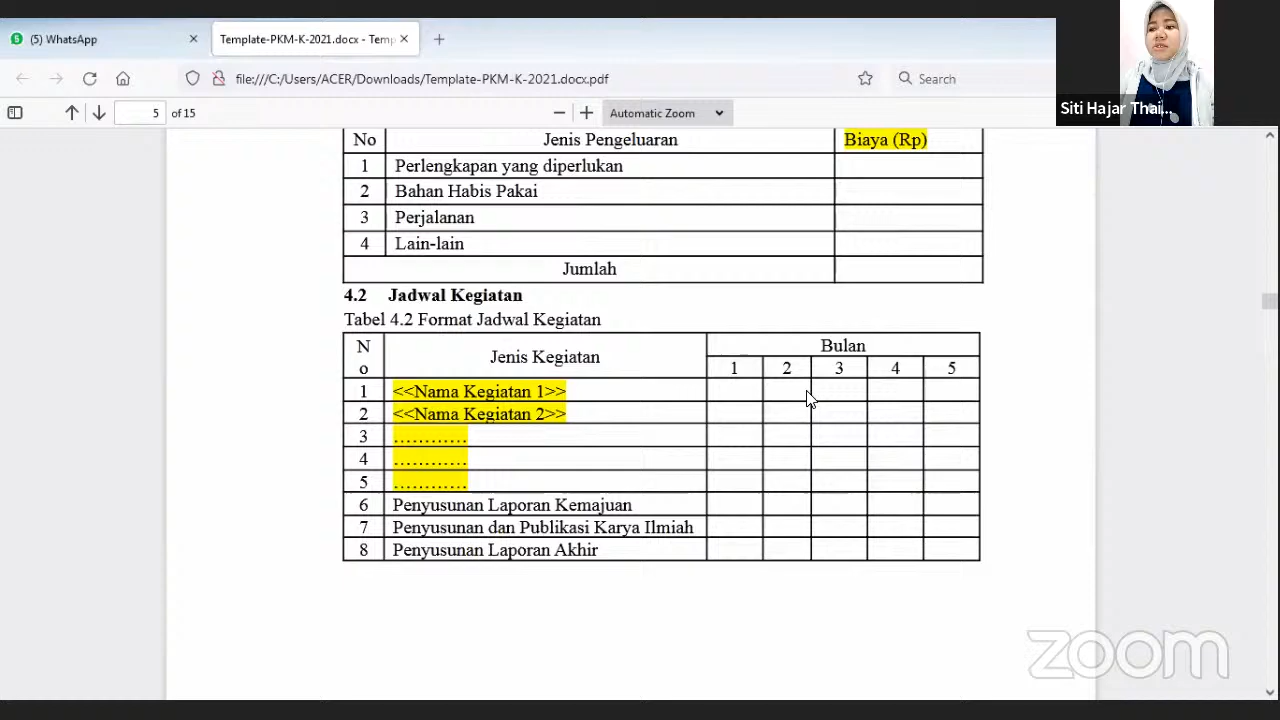 (5) WhatsApp
Template-PKM-K-2021.docx - Temp
file:///C:/Users/ACER/Downloads/Template-PKM-K-2021.docx.pdf
Search
Siti Hajar Thai...
5 of 15
Automatic Zoom
No Jenis Pengeluaran Biaya (Rp)
1 Perlengkapan yang diperlukan
2 Bahan Habis Pakai
3 Perjalanan
4 Lain-lain
Jumlah
4.2 Jadwal Kegiatan
Tabel 4.2 Format Jadwal Kegiatan
No Jenis Kegiatan Bulan
1 2 3 4 5
1 <<Nama Kegiatan 1>>
2 <<Nama Kegiatan 2>>
3 …………
4 …………
5 …………
6 Penyusunan Laporan Kemajuan
7 Penyusunan dan Publikasi Karya Ilmiah
8 Penyusunan Laporan Akhir
zoom